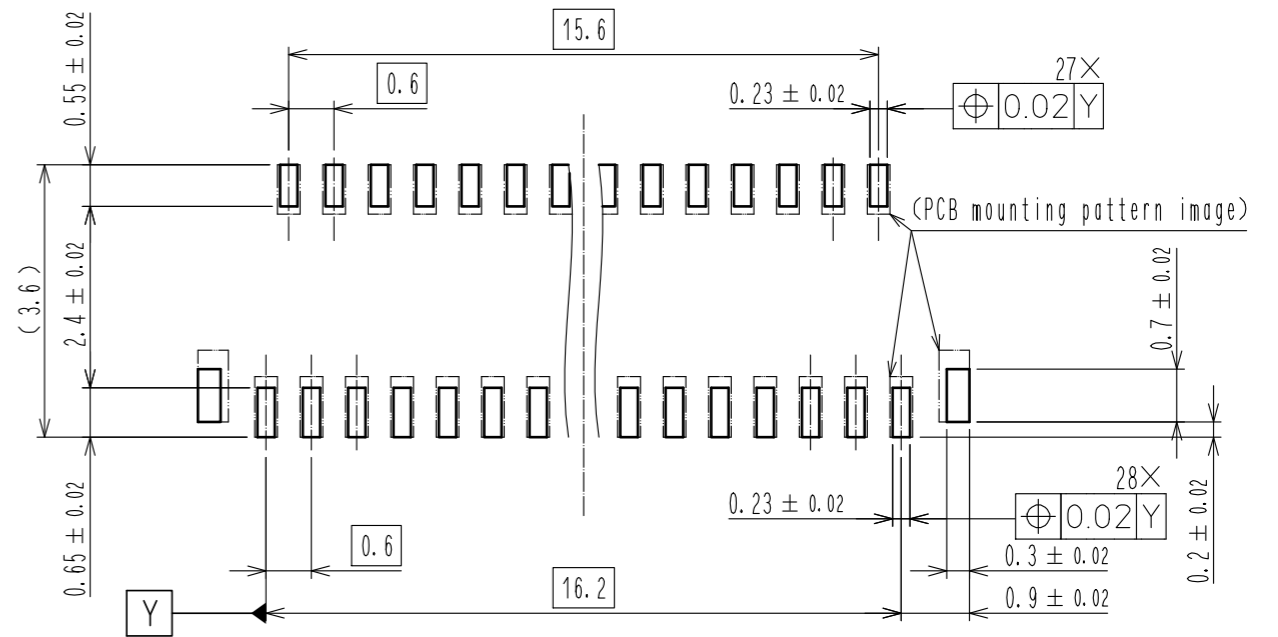 15.6
0.6
0.55 ± 0.02
0.23 ± 0.02
27×
⌖ 0.02 Y
(PCB mounting pattern image)
(3.6)
2.4 ± 0.02
0.7 ± 0.02
0.65 ± 0.02
0.6
0.23 ± 0.02
28×
⌖ 0.02 Y
0.2 ± 0.02
0.3 ± 0.02
16.2
0.9 ± 0.02
Y